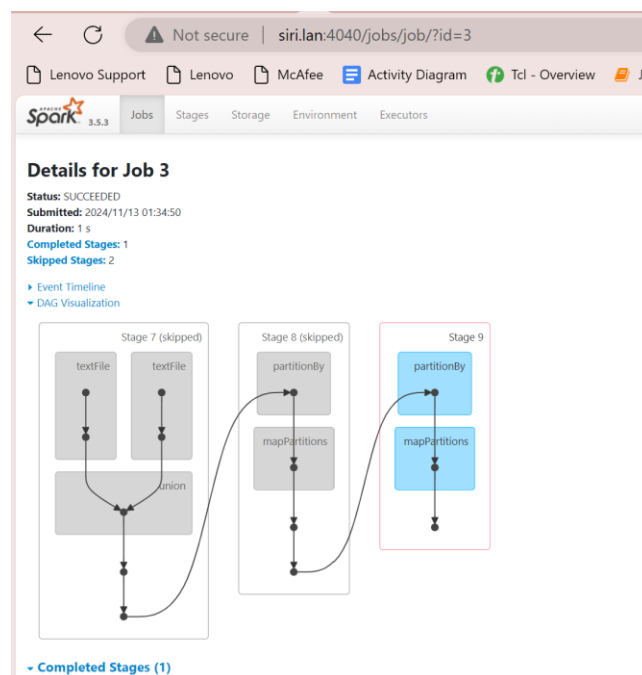 Not secure siri.lan:4040/jobs/job/?id=3
Lenovo Support Lenovo McAfee Activity Diagram Tcl - Overview J
APACHE
Spark 3.5.3 Jobs Stages Storage Environment Executors
Details for Job 3
Status: SUCCEEDED
Submitted: 2024/11/13 01:34:50
Duration: 1 s
Completed Stages: 1
Skipped Stages: 2
Event Timeline
DAG Visualization
Stage 7 (skipped) Stage 8 (skipped) Stage 9
textFile textFile partitionBy partitionBy
mapPartitions mapPartitions
union
Completed Stages (1)